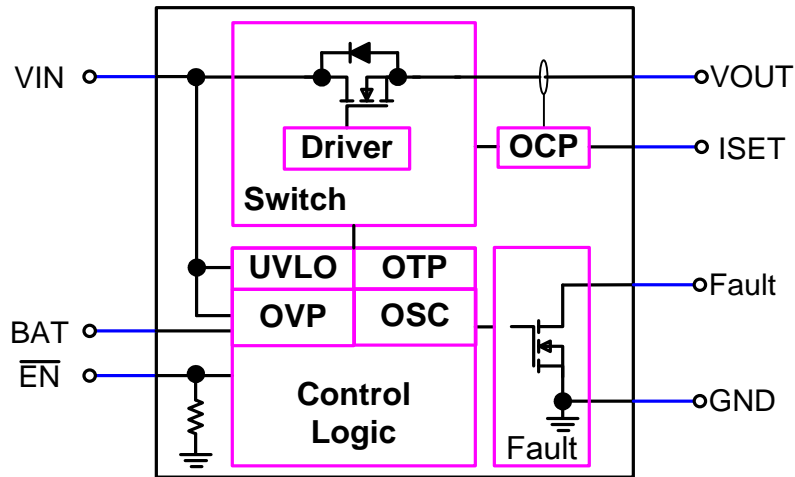 VIN
VOUT
Driver
OCP
ISET
Switch
UVLO
OTP
Fault
OVP
OSC
BAT
EN
Control
Logic
GND
Fault